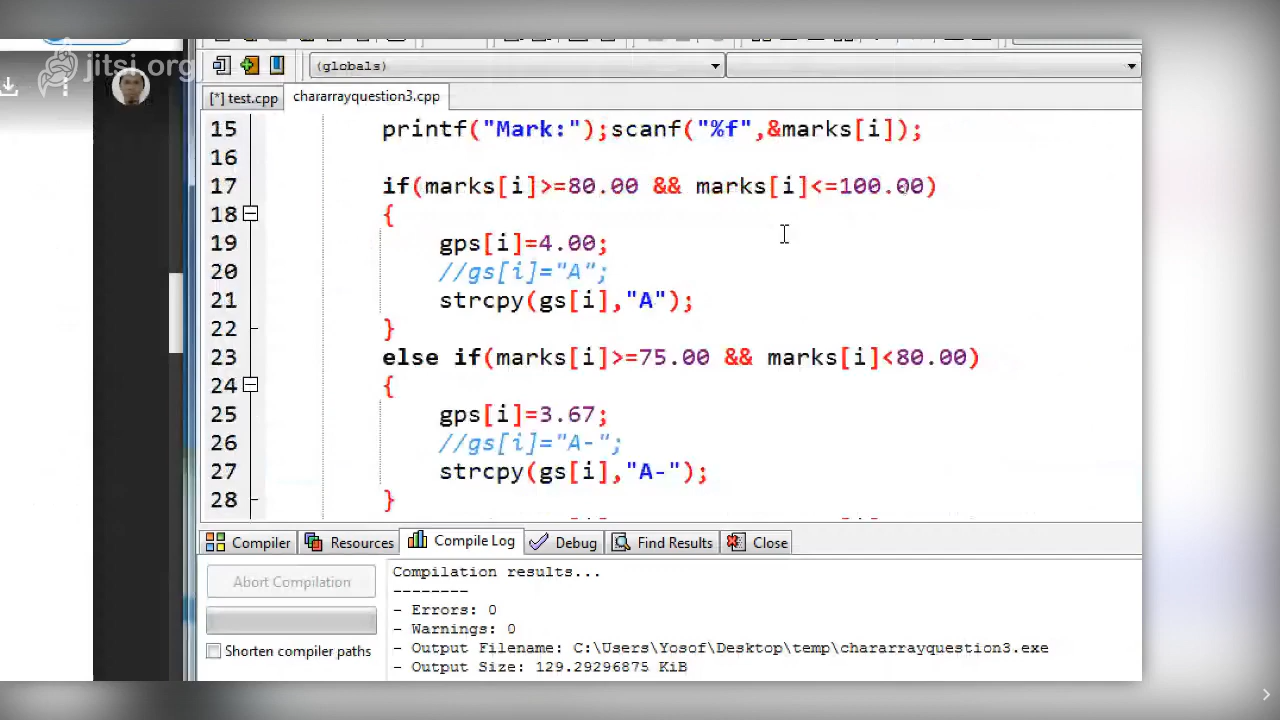 jitsi.org
(globals)
[*] test.cpp chararrayquestion3.cpp
15 printf("Mark:");scanf("%f",&marks[i]);
16
17 if(marks[i]>=80.00 && marks[i]<=100.00)
18 {
19 gps[i]=4.00;
20 //gs[i]="A";
21 strcpy(gs[i],"A");
22 }
23 else if(marks[i]>=75.00 && marks[i]<80.00)
24 {
25 gps[i]=3.67;
26 //gs[i]="A-";
27 strcpy(gs[i],"A-");
28 }
Compiler Resources Compile Log Debug Find Results Close
Abort Compilation
Shorten compiler paths
Compilation results...
--------
- Errors: 0
- Warnings: 0
- Output Filename: C:\Users\Yosof\Desktop\temp\chararrayquestion3.exe
- Output Size: 129.29296875 KiB